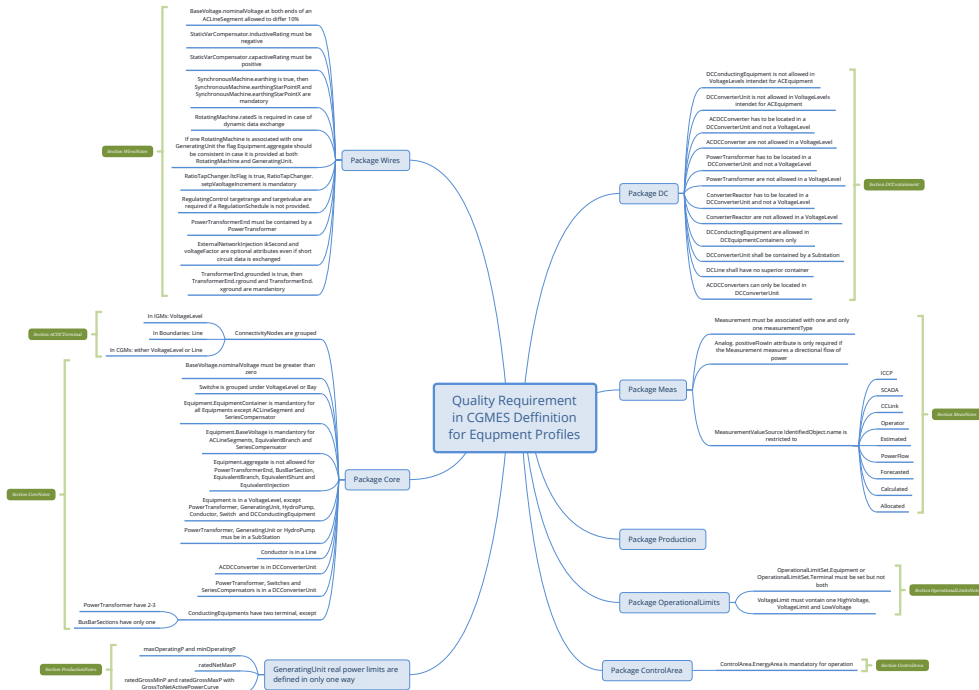 Quality Requirement
in CGMES Deffinition
for Equpment Profiles
Package Wires
BaseVoltage.nominalVoltage at both ends of an
ACLineSegment allowed to differ 10%
StaticVarCompensator.inductiveRating must be
negative
StaticVarCompensator.capactiveRating must be
positive
SynchronousMachine.earthing is true, then
SynchronousMachine.earthingStarPointR and
SynchronousMachine.earthingStarPointX are
mandatory
RotatingMachine.ratedS is required in case of
dynamic data exchange
If one RotatingMachine is associated with one
GeneratingUnit the flag Equipment.aggregate should
be consistent in case it is provided at both
RotatingMachine and GeneratingUnit.
RatioTapChanger.ltcFlag is true, RatioTapChanger.
setpVoaltageIncrement is mandatory
RegulatingControl targetrange and targetvalue are
required if a RegulationSchedule is not provided.
PowerTransformerEnd must be contained by a
PowerTransformer
ExternalNetworkInjection ikSecond and
voltageFactor are optional attributes even if short
circuit data is exchanged
TransformerEnd.grounded is true, then
TransformerEnd.rground and TransformerEnd.
xground are mandantory
Section WiresNotes
Package Core
ConnectivityNodes are grouped
In IGMs: VoltageLevel
In Boundaries: Line
In CGMs: either VoltageLevel or Line
Section ACDCTerminal
BaseVoltage.nominalVoltage must be greater than
zero
Switche is grouped under VoltageLevel or Bay
Equipment.EquipmentContainer is mandatory for
all Equipments except ACLineSegment and
SeriesCompensator
Equipment.BaseVoltage is mandatory for
ACLineSegments, EquivalentBranch and
SeriesCompensator
Equipment.aggregate is not allowed for
PowerTransformerEnd, BusBarSection,
EquivalentBranch, EquivalentShunt and
EquivalentInjection
Equipment is in a VoltageLevel, except
PowerTransformer, GeneratingUnit, HydroPump,
Conductor, Switch and DCConductingEquipment
PowerTransformer, GeneratingUnit or HydroPump
mus be in a SubStation
Conductor is in a Line
ACDCConverter is in DCConverterUnit
PowerTransformer, Switches and
SeriesCompensators is in a DCConverterUnit
ConductingEquipments have two terminal, except
PowerTransformer have 2-3
BusBarSections have only one
Section CoreNotes
GeneratingUnit real power limits are
defined in only one way
maxOperatingP and minOperatingP
ratedNetMaxP
ratedGrossMinP and ratedGrossMaxP with
GrossToNetActivePowerCurve
Section ProductionNotes
Package DC
DCConductingEquipment is not allowed in
VoltageLevels intendet for ACEquipment
DCConverterUnit is not allowed in VoltageLevels
intendet for ACEquipment
ACDCConverter has to be located in a
DCConverterUnit and not a VoltageLevel
ACDCConverter are not allowed in a VoltageLevel
PowerTransformer has to be located in a
DCConverterUnit and not a VoltageLevel
PowerTransformer are not allowed in a VoltageLevel
ConverterReactor has to be located in a
DCConverterUnit and not a VoltageLevel
ConverterReactor are not allowed in a VoltageLevel
DCConductingEquipment are allowed in
DCEquipmentContainers only
DCConverterUnit shall be contained by a Substation
DCLine shall have no superior container
ACDCConverters can only be located in
DCConverterUnit
Section DCContainment
Package Meas
Measurement must be associated with one and only
one measurementType
Analog. positiveFlowIn attribute is only required if
the Measurement measures a directional flow of
power
MeasurementValueSource IdentifiedObject.name is
restricted to
ICCP
SCADA
CCLink
Operator
Estimated
PowerFlow
Forecasted
Calculated
Allocated
Section MeasNotes
Package Production
Package OperationalLimits
OperationalLimitSet.Equipment or
OperationalLimitSet.Terminal must be set but not
both
VoltageLimit must vontain one HighVoltage,
VoltageLimit and LowVoltage
Section OperationalLimitsNotes
Package ControlArea
ControlArea.EnergyArea is mandatory for operation
Section ControlArea